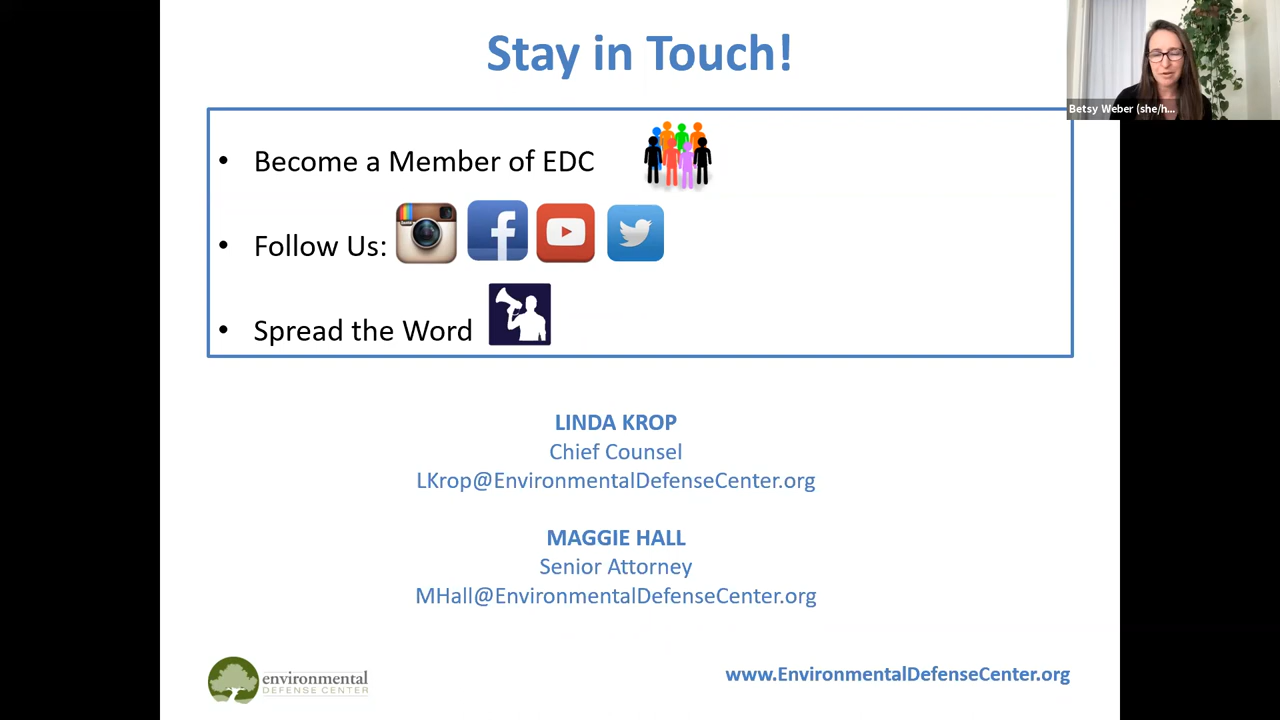 Stay in Touch!
Betsy Weber (she/h...
• Become a Member of EDC
• Follow Us:
• Spread the Word
LINDA KROP
Chief Counsel
LKrop@EnvironmentalDefenseCenter.org
MAGGIE HALL
Senior Attorney
MHall@EnvironmentalDefenseCenter.org
environmental
DEFENSE CENTER
www.EnvironmentalDefenseCenter.org